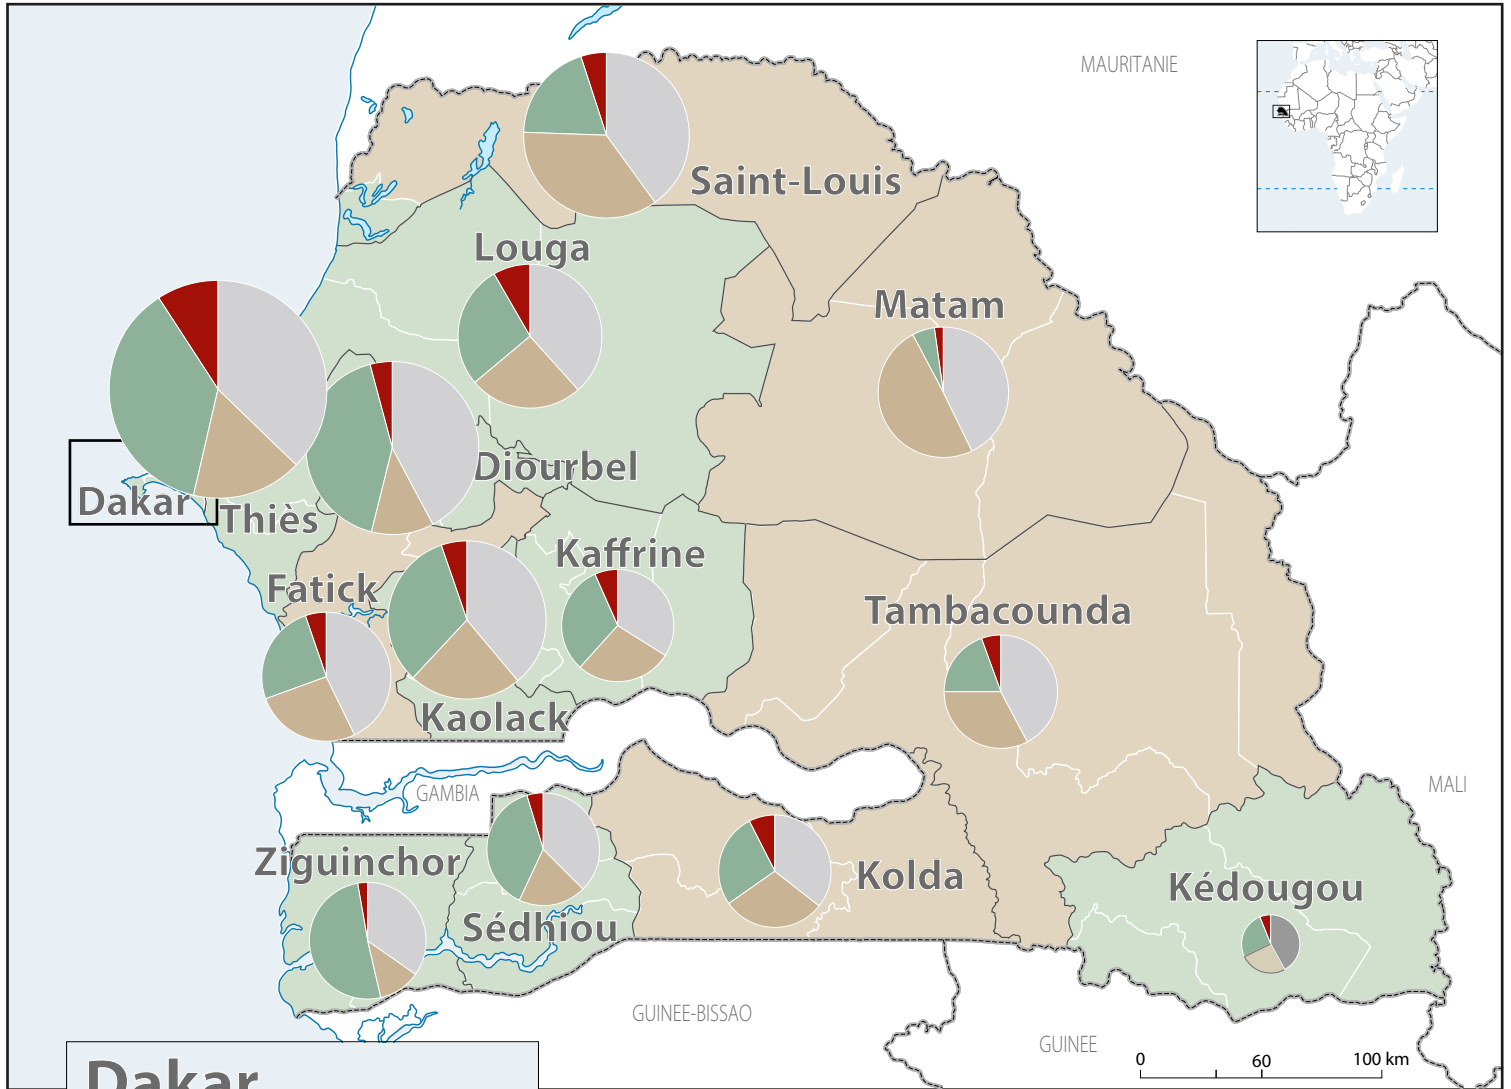 MAURITANIE
Saint-Louis
Louga
Matam
Diourbel
Dakar
Thiès
Kaffrine
Fatick
Tambacounda
Kaolack
MALI
GAMBIA
Ziguinchor
Kolda
Kédougou
Sédhiou
GUINEE-BISSAO
GUINEE
0 60 100 km
Dakar